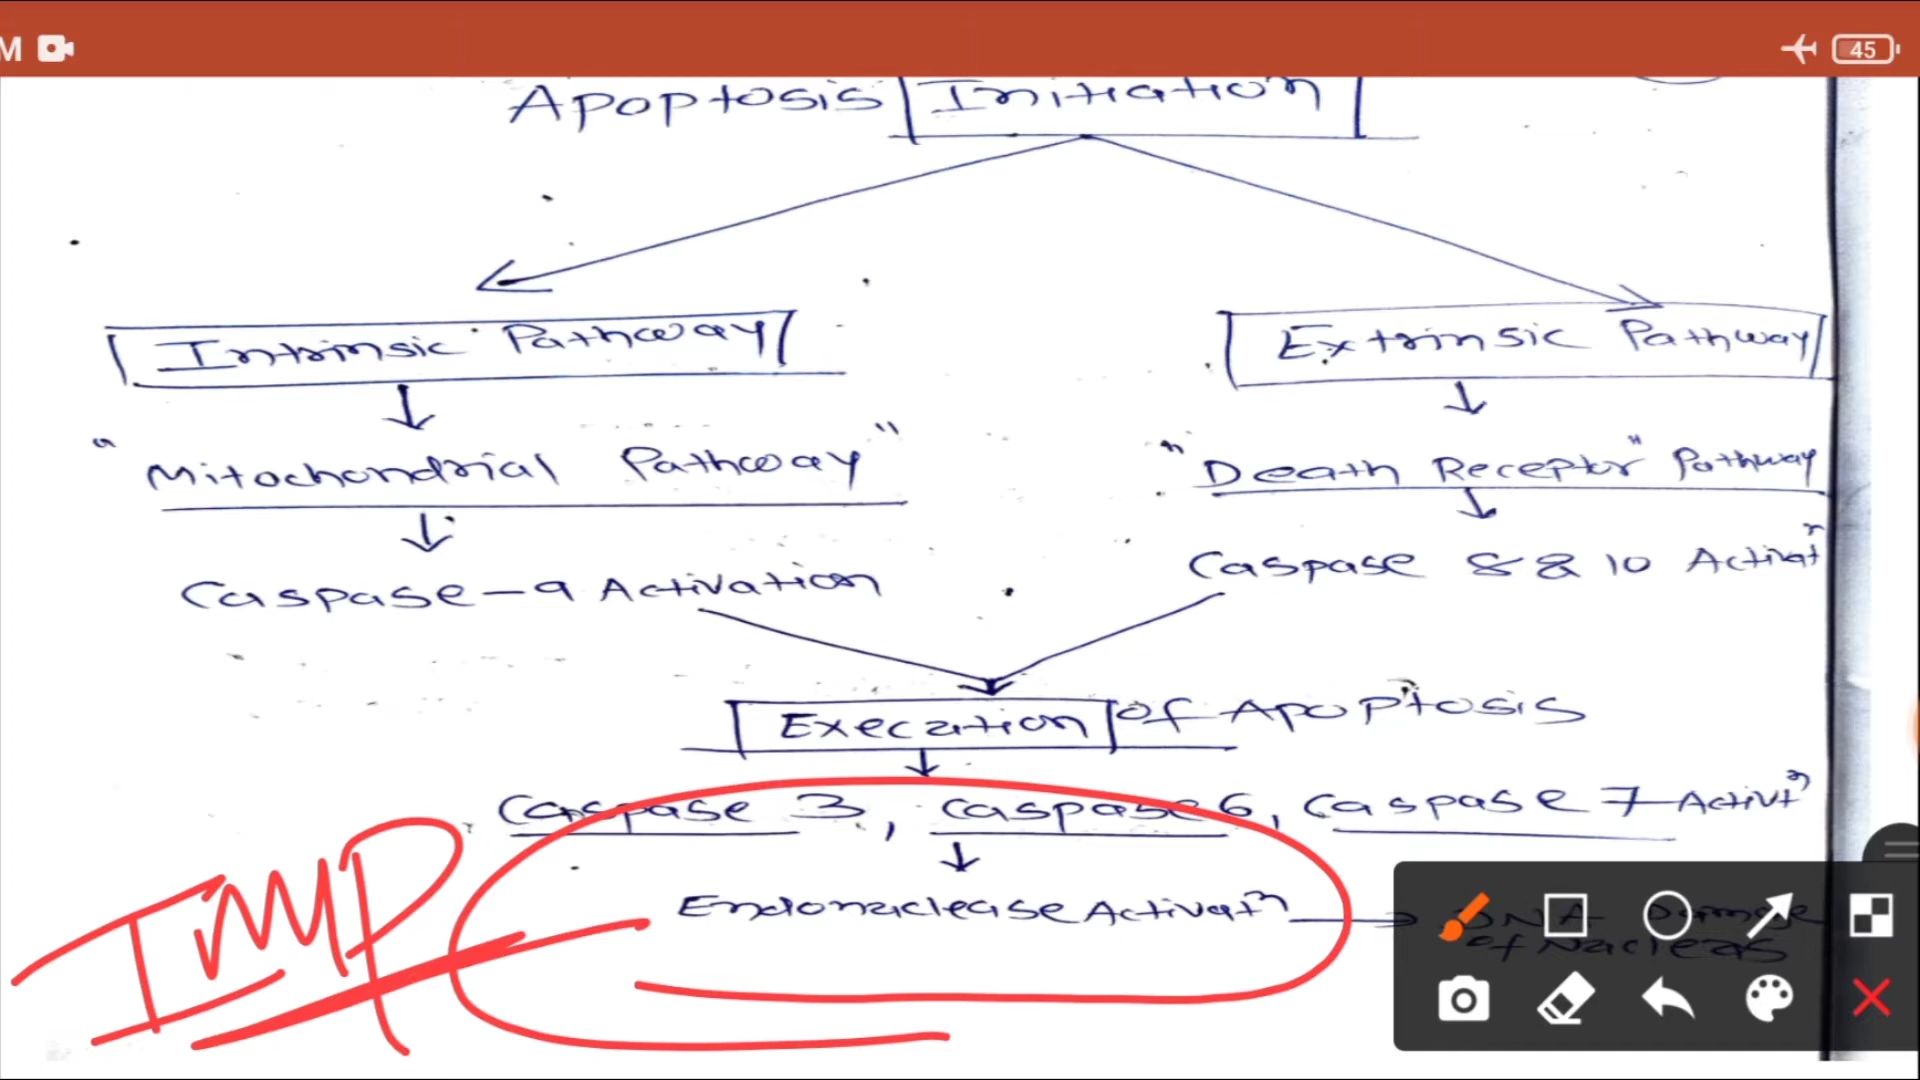 M
45
Apoptosis Initiation
Intrinsic Pathway
Extrinsic Pathway
"Mitochondrial Pathway"
"Death Receptor" Pathway
Caspase-9 Activation
Caspase 8 & 10 Activatn
Execution of Apoptosis
Caspase 3, Caspase 6, Caspase 7 Activtn
Endonuclease Activatn DNA Damage
of Nucleus
IMP